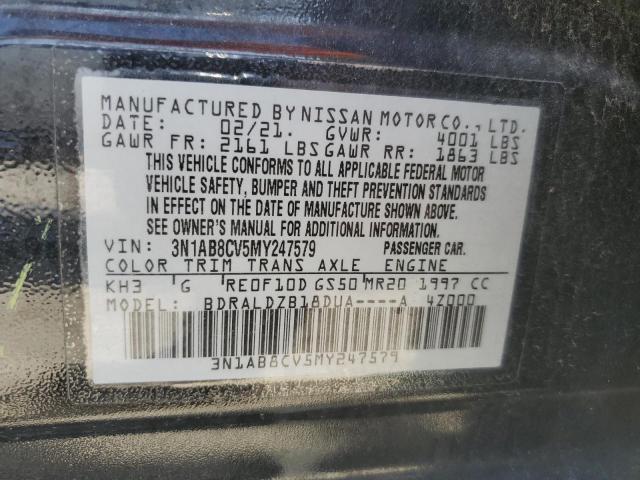 MANUFACTURED BY NISSAN MOTOR CO., LTD.
DATE: 02/21. GVWR: 4001 LBS
GAWR FR: 2161 LBS GAWR RR: 1863 LBS
THIS VEHICLE CONFORMS TO ALL APPLICABLE FEDERAL MOTOR
VEHICLE SAFETY, BUMPER AND THEFT PREVENTION STANDARDS
IN EFFECT ON THE DATE OF MANUFACTURE SHOWN ABOVE.
SEE OWNER'S MANUAL FOR ADDITIONAL INFORMATION.
VIN: 3N1AB8CV5MY247579 PASSENGER CAR.
COLOR TRIM TRANS AXLE ENGINE
KH3 G RE0F10D GS50 MR20 1997 CC
MODEL: BDRALDZB18DUA----A 4Z000
3N1AB8CV5MY247579